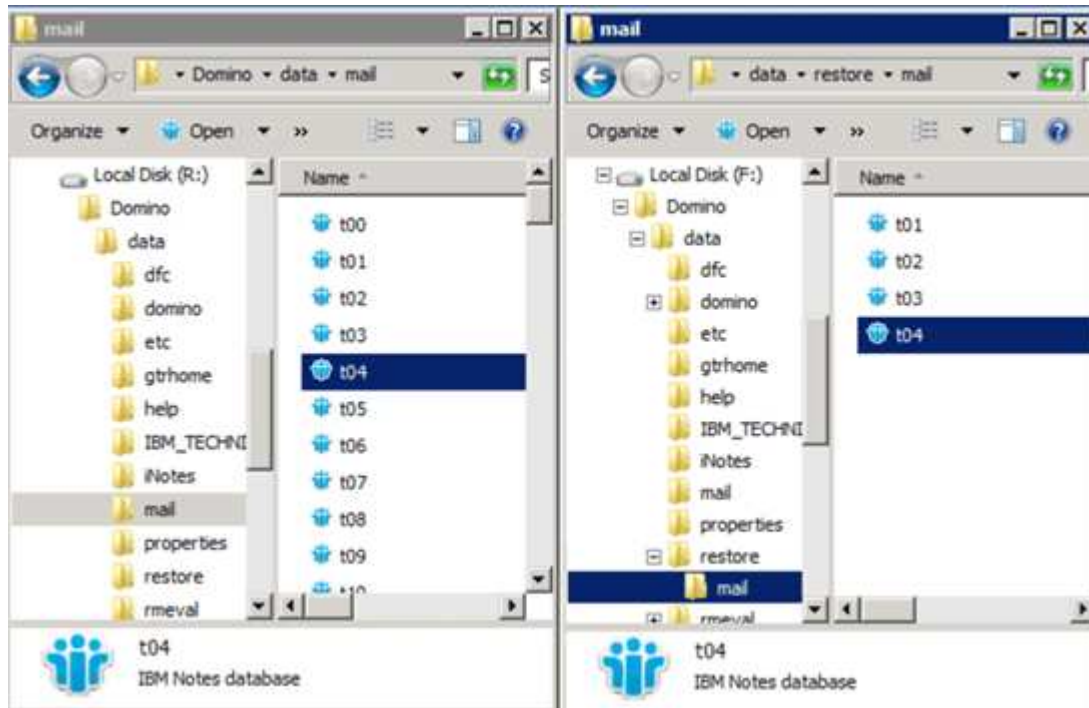 mail
Domino data mail
S
Organize Open »
Local Disk (R:)
Domino
data
dfc
domino
etc
gtrhome
help
IBM_TECHNI
iNotes
mail
properties
restore
rmeval
Name
t00
t01
t02
t03
t04
t05
t06
t07
t08
t09
t10
t04
IBM Notes database
mail
data restore mail
Organize Open »
Local Disk (F:)
Domino
data
dfc
domino
etc
gtrhome
help
IBM_TECHNI
iNotes
mail
properties
restore
mail
rmeval
Name
t01
t02
t03
t04
t04
IBM Notes database